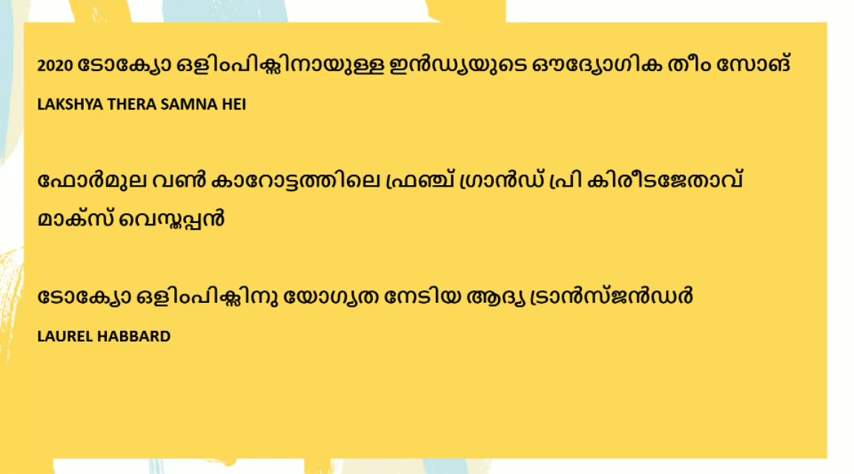 2020 ടോക്യോ ഒളിംപിക്സിനായുള്ള ഇൻഡ്യയുടെ ഔദ്യോഗിക തീം സോങ്
LAKSHYA THERA SAMNA HEI
ഫോർമുല വൺ കാറോട്ടത്തിലെ ഫ്രഞ്ച് ഗ്രാൻഡ് പ്രി കിരീടജേതാവ്
മാക്സ് വെസ്തപ്പൻ
ടോക്യോ ഒളിംപിക്സിനു യോഗ്യത നേടിയ ആദ്യ ട്രാൻസ്ജൻഡർ
LAUREL HABBARD